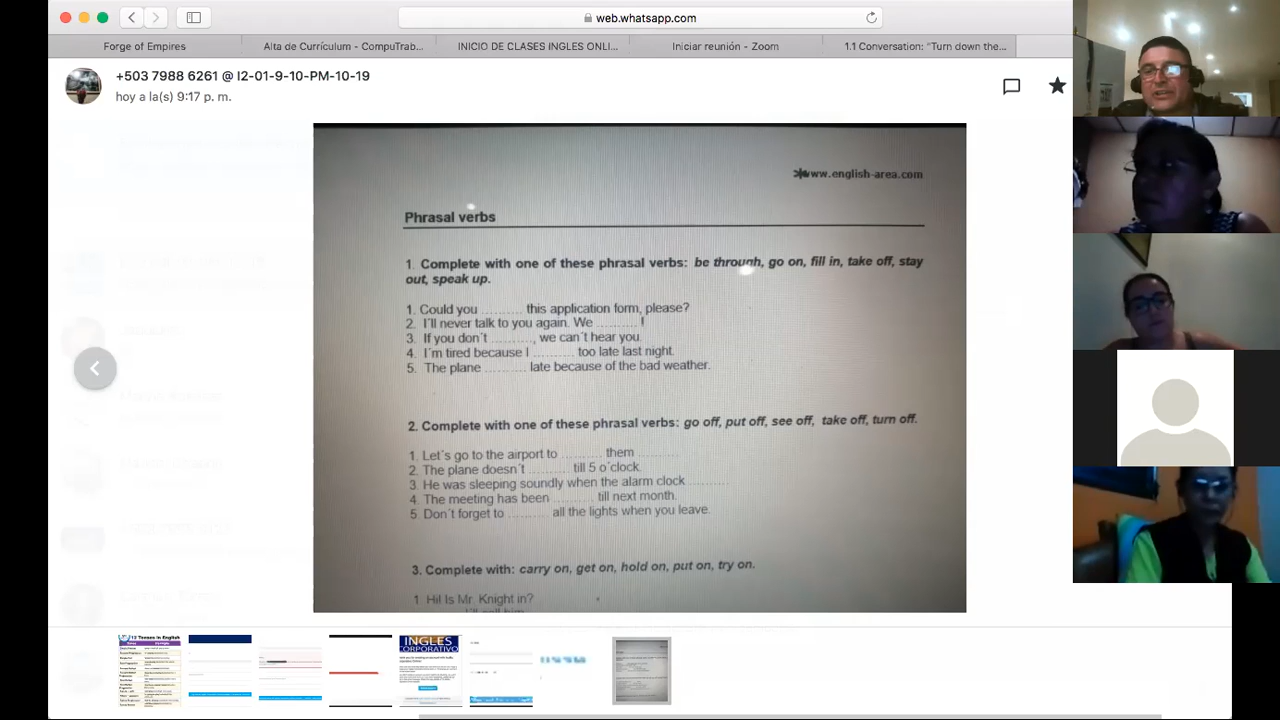 web.whatsapp.com
Forge of Empires
Alta de Currículum - CompuTrab...
INICIO DE CLASES INGLES ONLI...
Iniciar reunión - Zoom
1.1 Conversation: "Turn down the...
+503 7988 6261 @ I2-01-9-10-PM-10-19
hoy a la(s) 9:17 p. m.
www.english-area.com
Phrasal verbs
1. Complete with one of these phrasal verbs: be through, go on, fill in, take off, stay
out, speak up.
1. Could you ......... this application form, please?
2. I´ll never talk to you again. We ......... !
3. If you don´t ........., we can´t hear you.
4. I´m tired because I ......... too late last night.
5. The plane ......... late because of the bad weather.
2. Complete with one of these phrasal verbs: go off, put off, see off, take off, turn off.
1. Let´s go to the airport to ......... them .........
2. The plane doesn´t ......... till 5 o´clock.
3. He was sleeping soundly when the alarm clock .........
4. The meeting has been ......... till next month.
5. Don´t forget to ......... all the lights when you leave.
3. Complete with: carry on, get on, hold on, put on, try on.
1 Hi! Is Mr. Knight in?
I´ll call him
12 Tenses in English
INGLES
CORPORATIVO